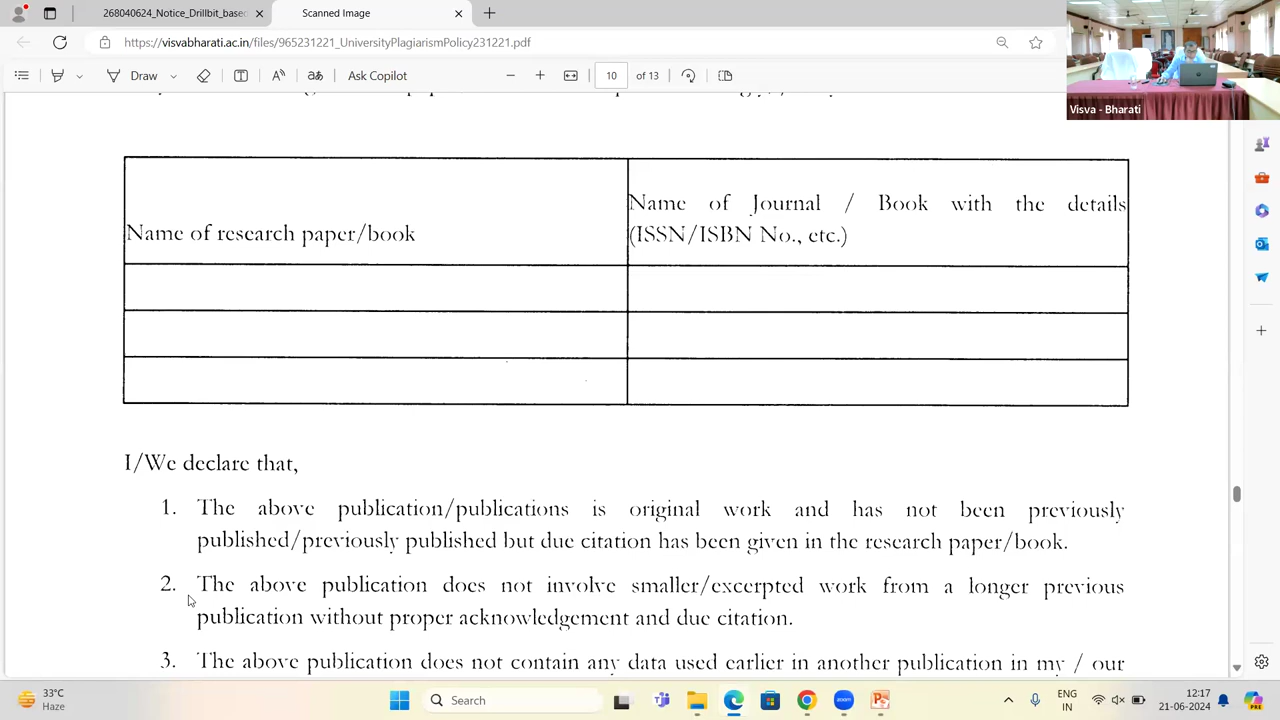 268040624_Notice_Drillbit_based
Scanned Image
https://visvabharati.ac.in/files/965231221_UniversityPlagiarismPolicy231221.pdf
Draw
Ask Copilot
10
of 13
Visva - Bharati
Name of research paper/book
Name of Journal / Book with the details
(ISSN/ISBN No., etc.)
I/We declare that,
1. The above publication/publications is original work and has not been previously
published/previously published but due citation has been given in the research paper/book.
2. The above publication does not involve smaller/excerpted work from a longer previous
publication without proper acknowledgement and due citation.
3. The above publication does not contain any data used earlier in another publication in my / our
33°C
Haze
Search
ENG
IN
12:17
21-06-2024